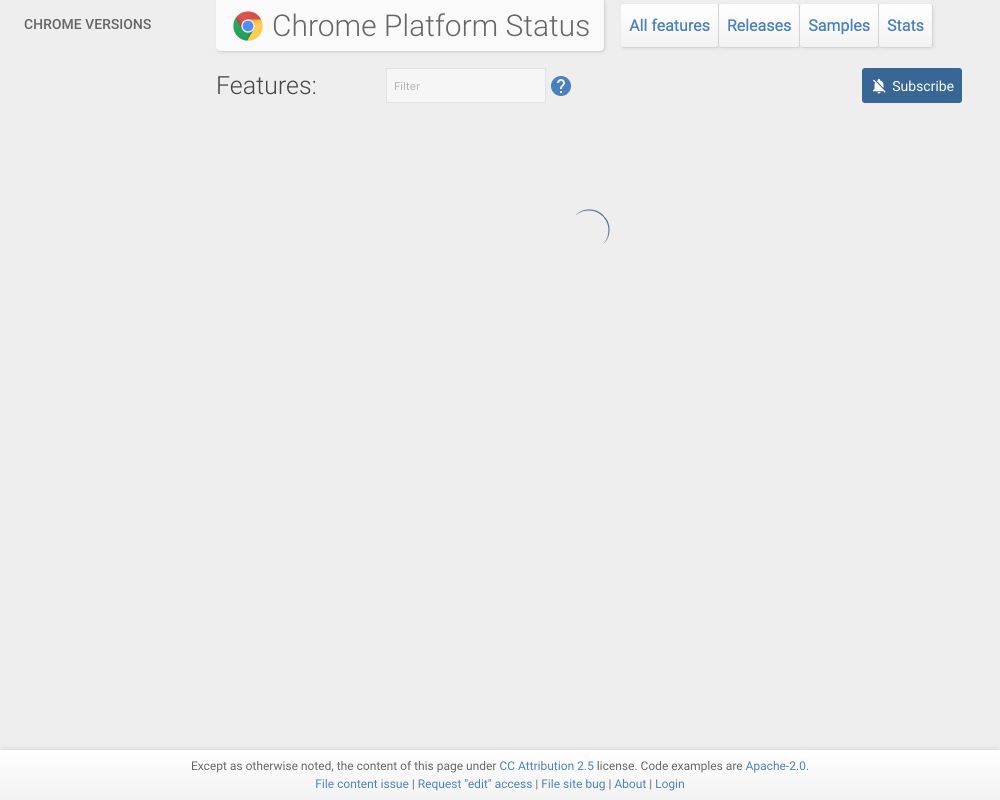 CHROME VERSIONS
Chrome Platform Status
All features
Releases
Samples
Stats
Features:
Filter
?
Subscribe
Except as otherwise noted, the content of this page under CC Attribution 2.5 license. Code examples are Apache-2.0.
File content issue | Request "edit" access | File site bug | About | Login